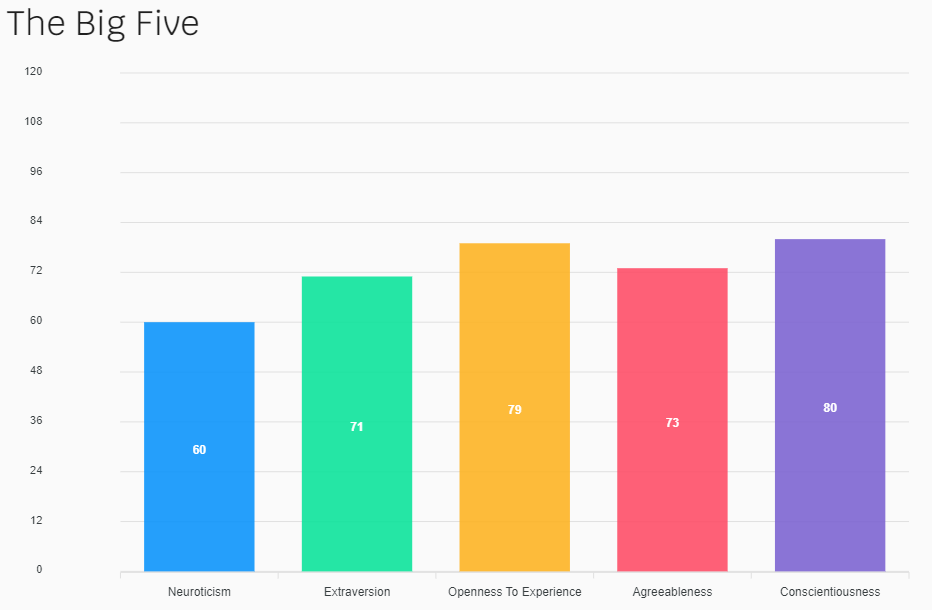 The Big Five
120
108
96
84
72
60
48
36
24
12
0
60
71
79
73
80
Neuroticism
Extraversion
Openness To Experience
Agreeableness
Conscientiousness